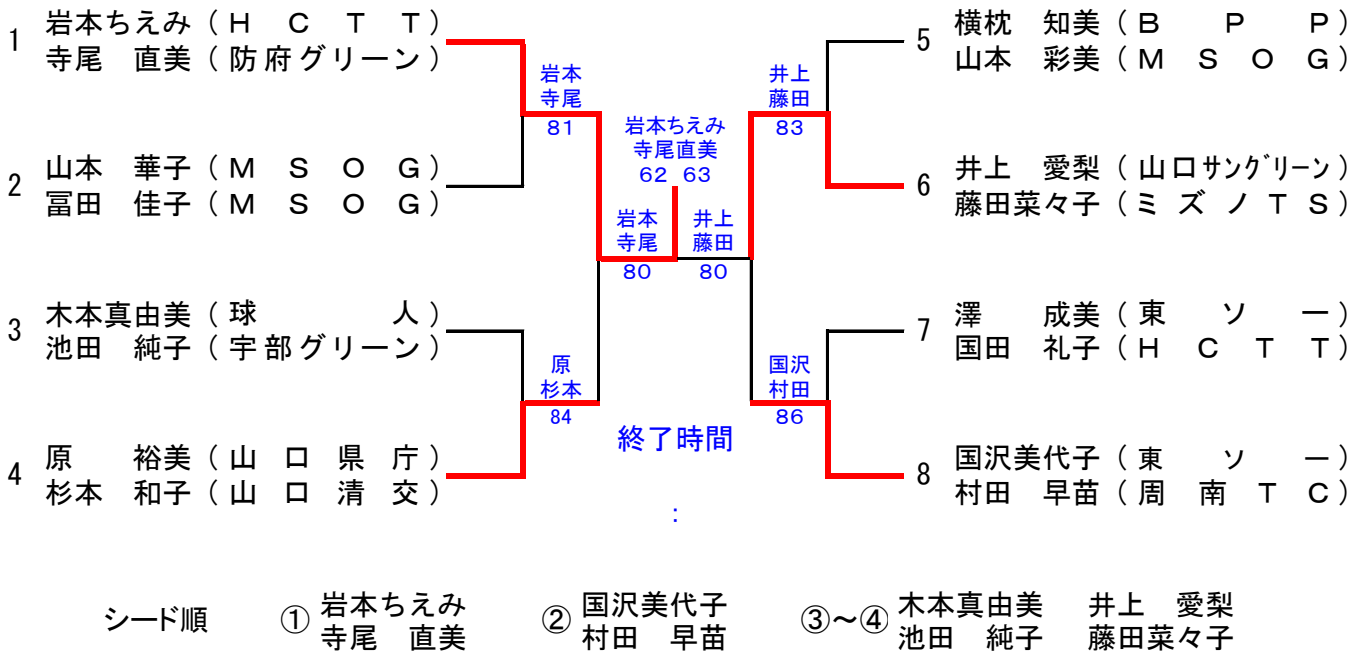 1 岩本ちえみ（Ｈ Ｃ Ｔ Ｔ）
寺尾　直美（防府グリーン）
2 山本　華子（Ｍ Ｓ Ｏ Ｇ）
冨田　佳子（Ｍ Ｓ Ｏ Ｇ）
3 木本真由美（球　　人）
池田　純子（宇部グリーン）
4 原　　裕美（山 口 県 庁）
杉本　和子（山 口 清 交）
岩本
寺尾
81
原
杉本
84
岩本
寺尾
80
岩本ちえみ
寺尾直美
62 63
井上
藤田
80
井上
藤田
83
国沢
村田
86
終了時間
:
5 横枕　知美（Ｂ Ｐ Ｐ）
山本　彩美（Ｍ Ｓ Ｏ Ｇ）
6 井上　愛梨（山口サングリーン）
藤田菜々子（ミ ズ ノ Ｔ Ｓ）
7 澤　　成美（東 ソ ー）
国田　礼子（Ｈ Ｃ Ｔ Ｔ）
8 国沢美代子（東 ソ ー）
村田　早苗（周 南 Ｔ Ｃ）
シード順
① 岩本ちえみ
寺尾　直美
② 国沢美代子
村田　早苗
③～④ 木本真由美　井上　愛梨
池田　純子　藤田菜々子